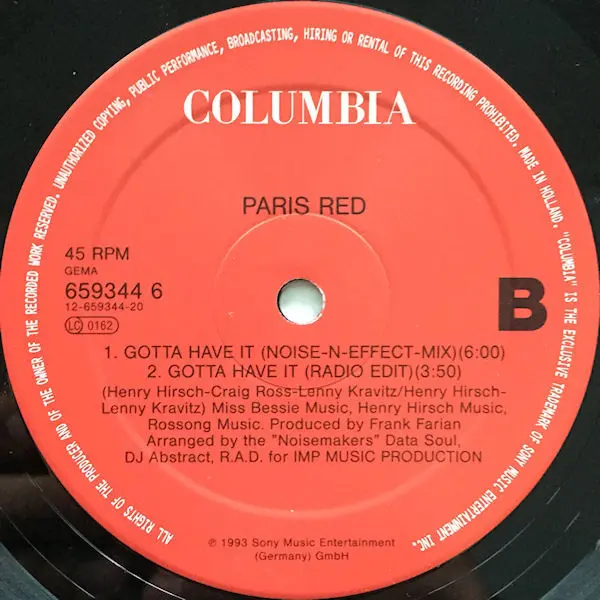 ALL RIGHTS OF THE PRODUCER AND OF THE OWNER OF THE RECORDED WORK RESERVED. UNAUTHORIZED COPYING, PUBLIC PERFORMANCE, BROADCASTING, HIRING OR RENTAL OF THIS RECORDING PROHIBITED. MADE IN HOLLAND. "COLUMBIA" IS THE EXCLUSIVE TRADEMARK OF SONY MUSIC ENTERTAINMENT INC.
COLUMBIA
PARIS RED
45 RPM
GEMA
659344 6
12-659344-20
LC 0162
B
1. GOTTA HAVE IT (NOISE-N-EFFECT-MIX)(6:00)
2. GOTTA HAVE IT (RADIO EDIT)(3:50)
(Henry Hirsch-Craig Ross-Lenny Kravitz/Henry Hirsch-
Lenny Kravitz) Miss Bessie Music, Henry Hirsch Music,
Rossong Music. Produced by Frank Farian
Arranged by the "Noisemakers" Data Soul,
DJ Abstract, R.A.D. for IMP MUSIC PRODUCTION
℗ 1993 Sony Music Entertainment
(Germany) GmbH